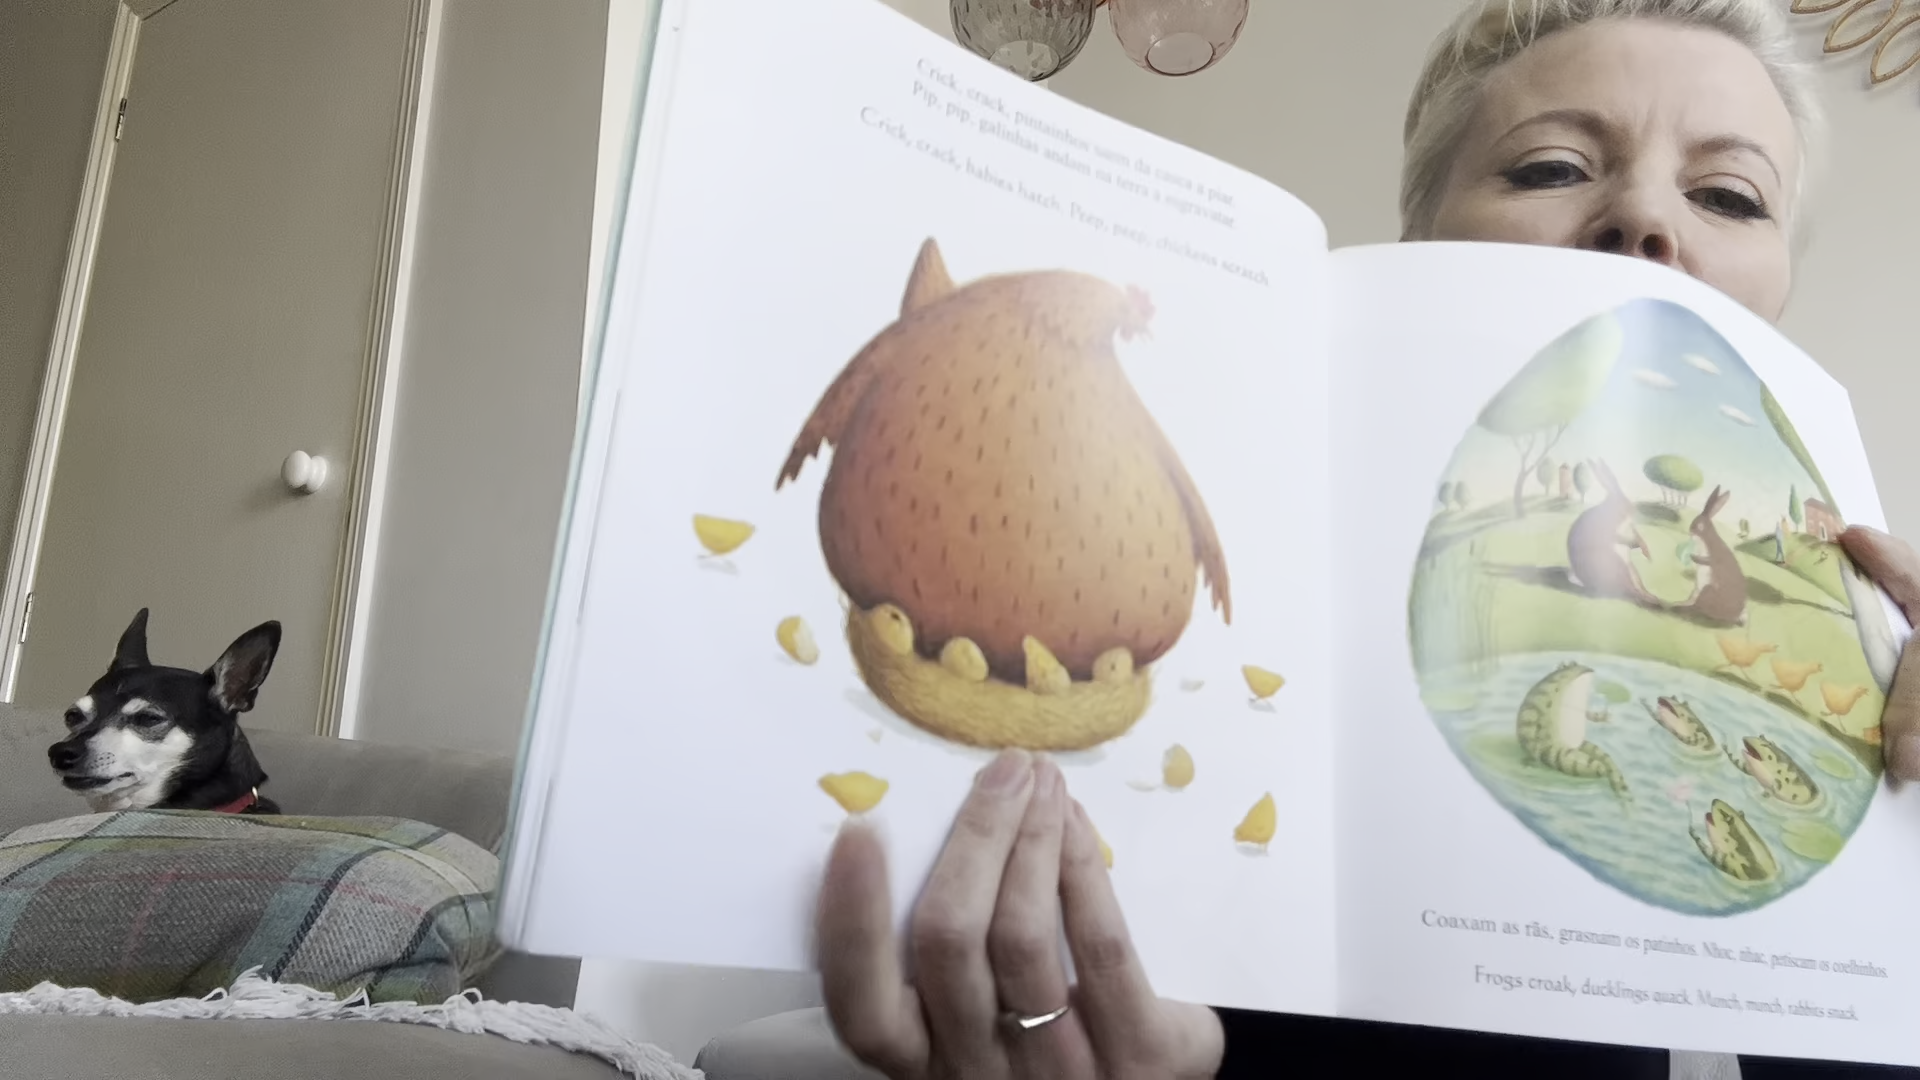 Crick, crack, pintainhos saem da casca a piar.
Pip, pip, galinhas andam na terra a esgravatar.
Crick, crack, babies hatch. Peep, peep, chickens scratch.
Coaxam as rãs, grasnam os patinhos. Nhoc, nhac, petiscam os coelhinhos.
Frogs croak, ducklings quack. Munch, munch, rabbits snack.